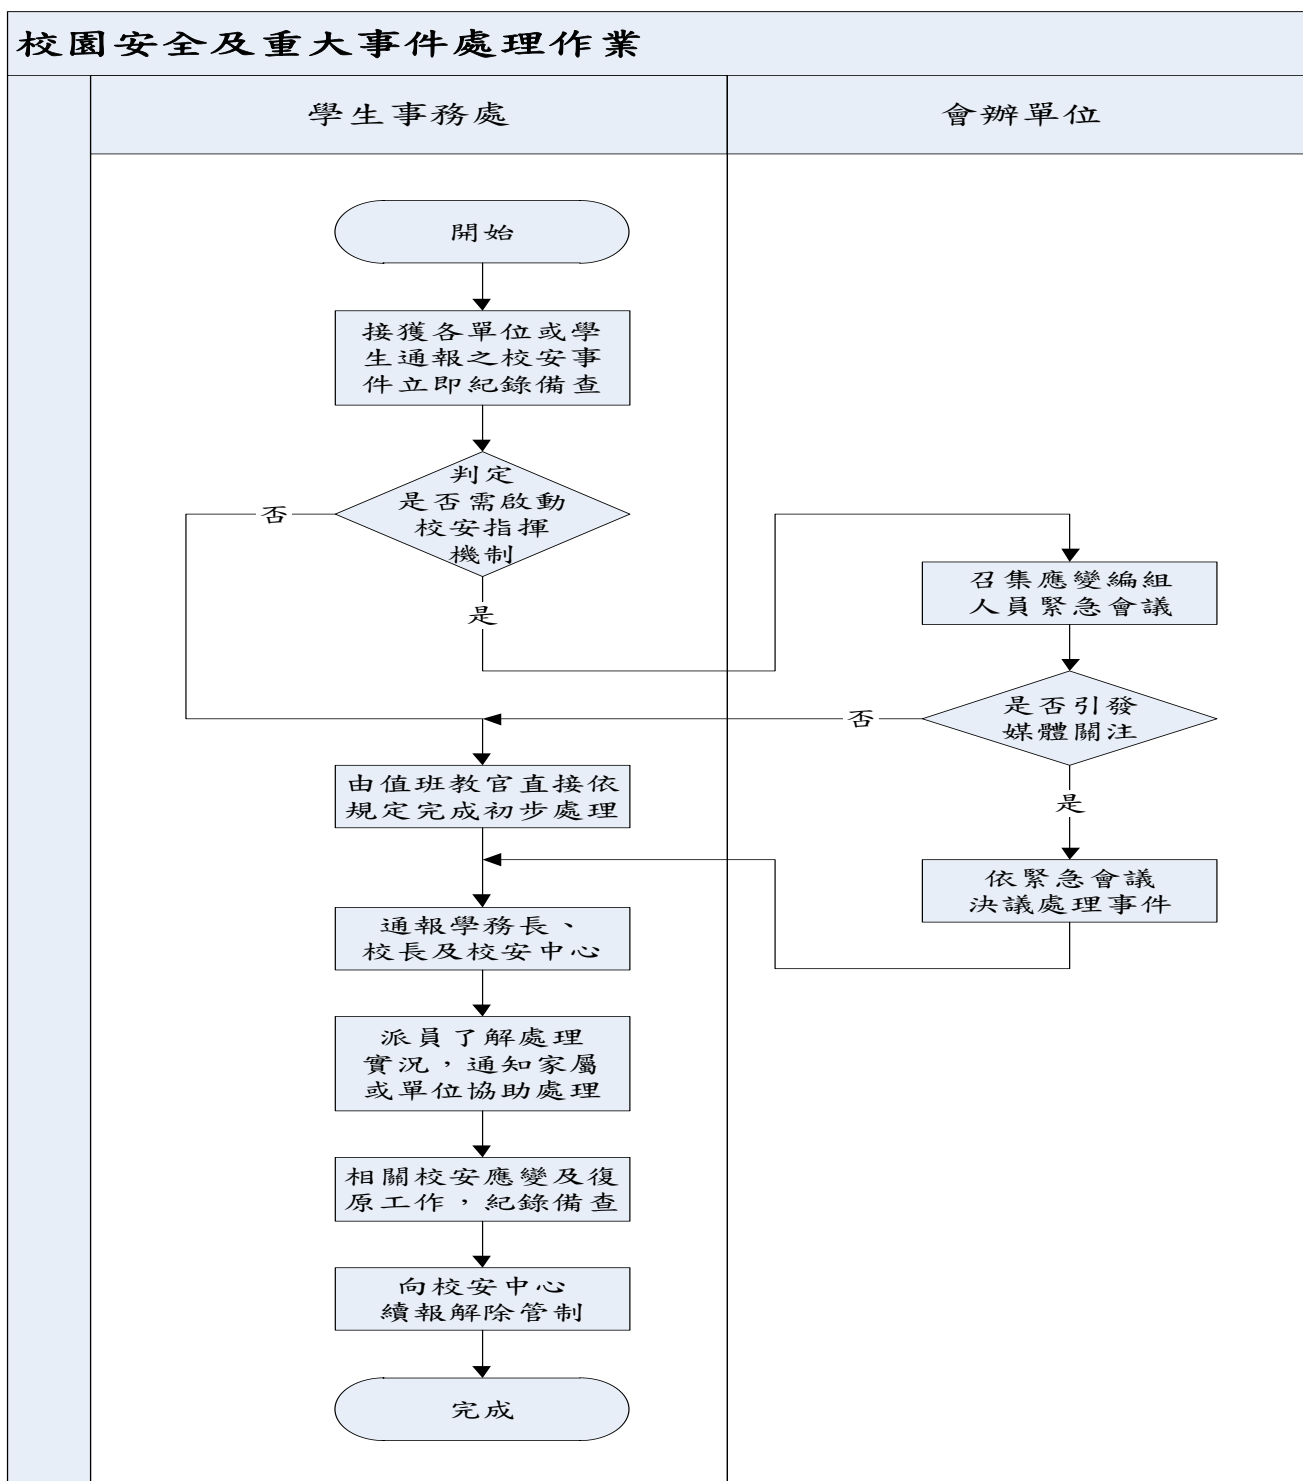 校園安全及重大事件處理作業
學生事務處
會辦單位
開始
接獲各單位或學
生通報之校安事
件立即紀錄備查
判定
是否需啟動
校安指揮
機制
否
是
召集應變編組
人員緊急會議
是否引發
媒體關注
否
是
由值班教官直接依
規定完成初步處理
依緊急會議
決議處理事件
通報學務長、
校長及校安中心
派員了解處理
實況，通知家屬
或單位協助處理
相關校安應變及復
原工作，紀錄備查
向校安中心
續報解除管制
完成